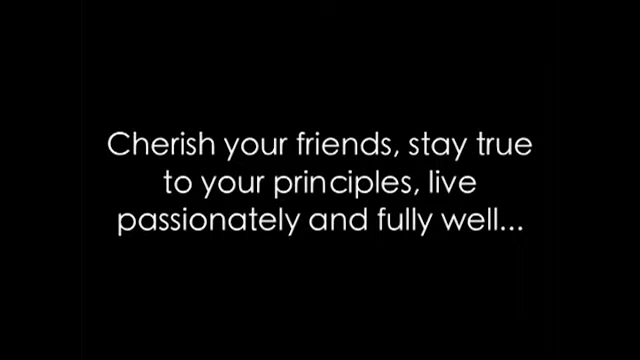 Cherish your friends, stay true
to your principles, live
passionately and fully well...